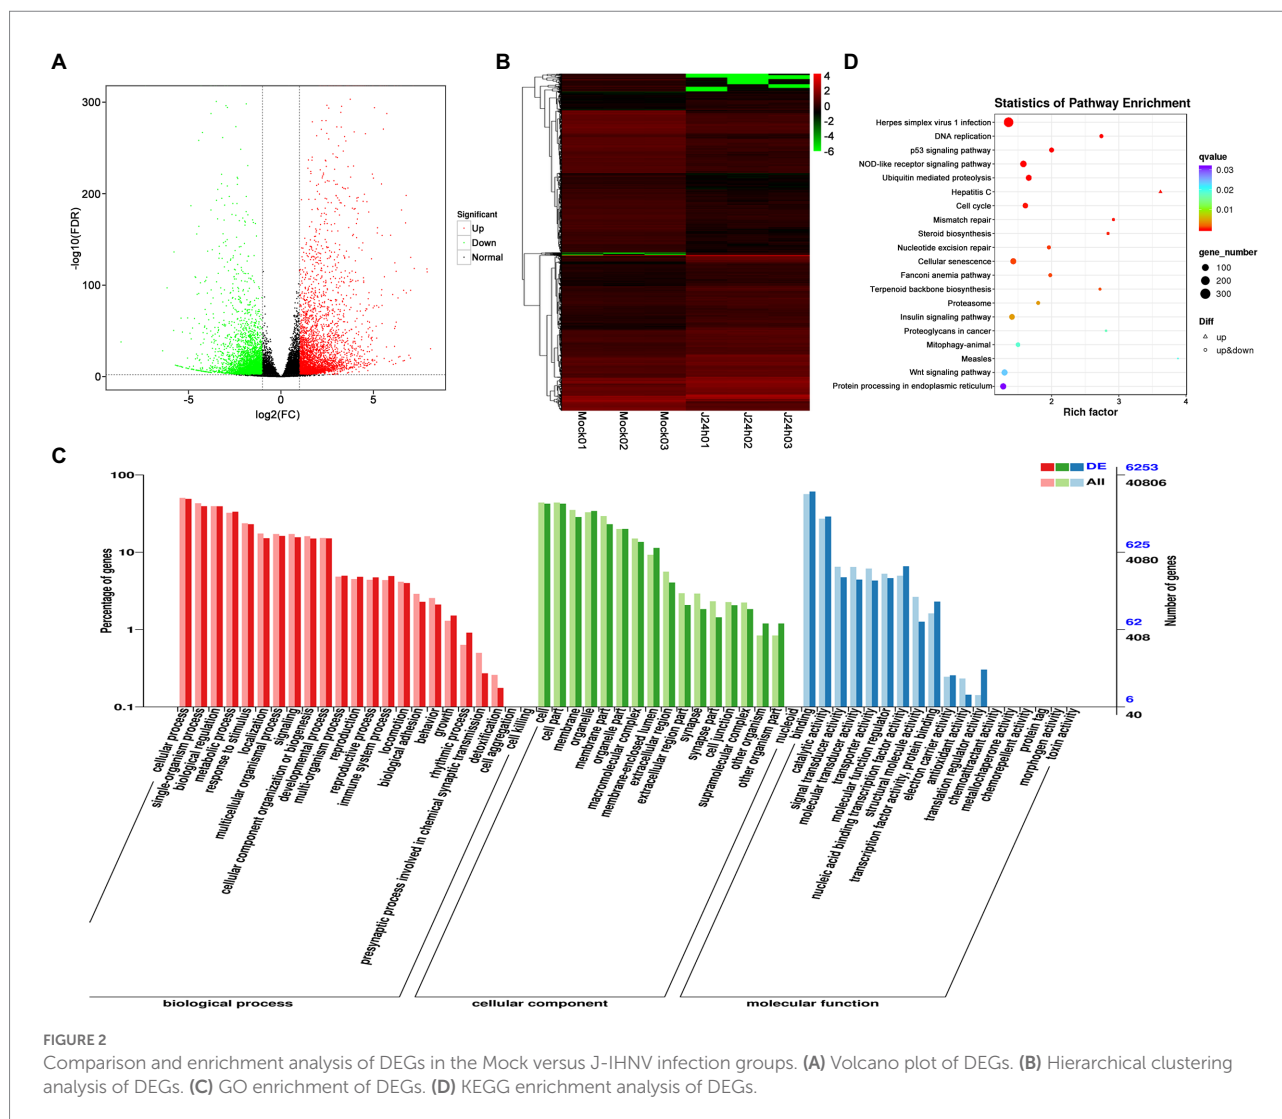 A
300
200
100
0
-5
0
5
-log10(FDR)
log2(FC)
Significant
Up
Down
Normal
B
4
2
0
-2
-4
-6
Mock01
Mock02
Mock03
J24h01
J24h02
J24h03
D
Statistics of Pathway Enrichment
Herpes simplex virus 1 infection
DNA replication
p53 signaling pathway
NOD-like receptor signaling pathway
Ubiquitin mediated proteolysis
Hepatitis C
Cell cycle
Mismatch repair
Steroid biosynthesis
Nucleotide excision repair
Cellular senescence
Fanconi anemia pathway
Terpenoid backbone biosynthesis
Proteasome
Insulin signaling pathway
Proteoglycans in cancer
Mitophagy-animal
Measles
Wnt signaling pathway
Protein processing in endoplasmic reticulum
2
3
4
Rich factor
qvalue
0.03
0.02
0.01
gene_number
100
200
300
Diff
up
up&down
C
Percentage of genes
100
10
1
0.1
DE
All
6253
40806
625
4080
62
408
6
40
Number of genes
cellular process
single-organism process
biological regulation
metabolic process
response to stimulus
localization
multicellular organismal process
signaling
cellular component organization or biogenesis
developmental process
multi-organism process
reproduction
reproductive process
immune system process
locomotion
biological adhesion
behavior
growth
rhythmic process
presynaptic process involved in chemical synaptic transmission
detoxification
cell aggregation
cell killing
cell
cell part
membrane
organelle
membrane part
organelle part
macromolecular complex
membrane-enclosed lumen
extracellular region
extracellular region part
synapse
synapse part
cell junction
supramolecular complex
other organism
other organism part
nucleoid
binding
catalytic activity
signal transducer activity
molecular transducer activity
transporter activity
molecular function regulator
nucleic acid binding transcription factor activity
structural molecule activity
transcription factor activity, protein binding
electron carrier activity
antioxidant activity
translation regulator activity
chemoattractant activity
metallochaperone activity
chemorepellent activity
protein tag
morphogen activity
toxin activity
biological process
cellular component
molecular function
FIGURE 2
Comparison and enrichment analysis of DEGs in the Mock versus J-IHNV infection groups. (A) Volcano plot of DEGs. (B) Hierarchical clustering
analysis of DEGs. (C) GO enrichment of DEGs. (D) KEGG enrichment analysis of DEGs.